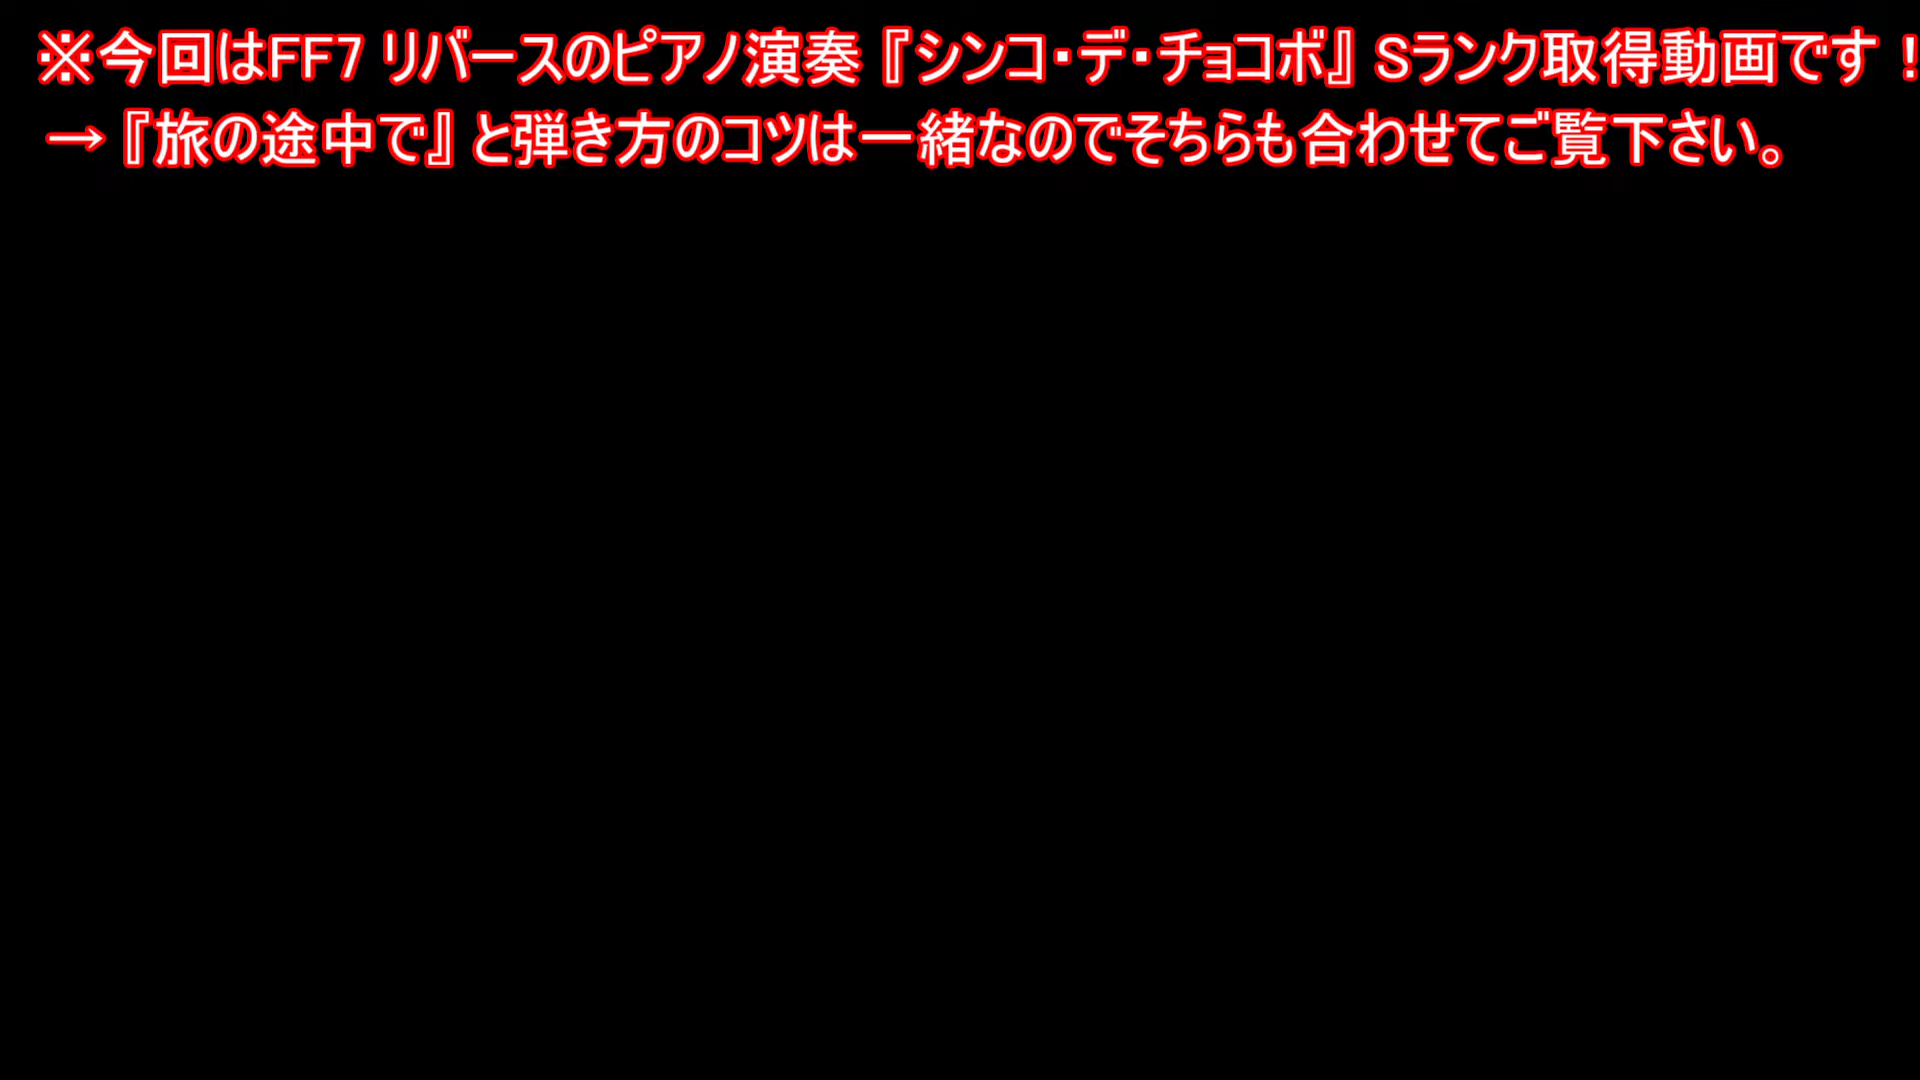 ※今回はFF7 リバースのピアノ演奏『シンコ・デ・チョコボ』Sランク取得動画です！
→『旅の途中で』と弾き方のコツは一緒なのでそちらも合わせてご覧下さい。